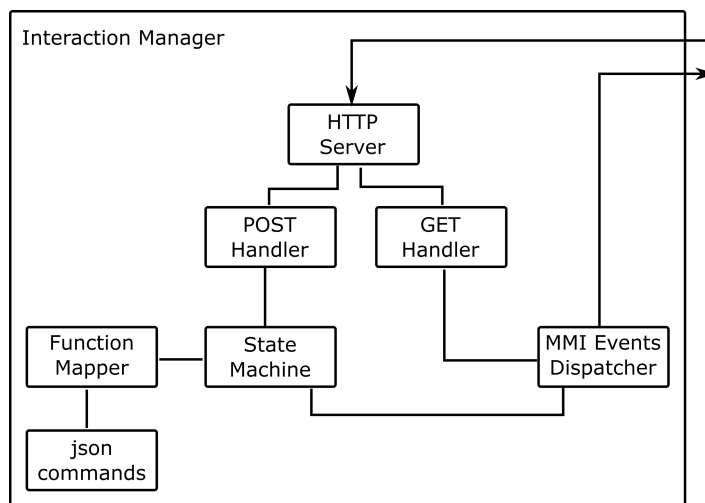 Interaction Manager
HTTP
Server
POST
Handler
GET
Handler
Function
Mapper
State
Machine
MMI Events
Dispatcher
json
commands